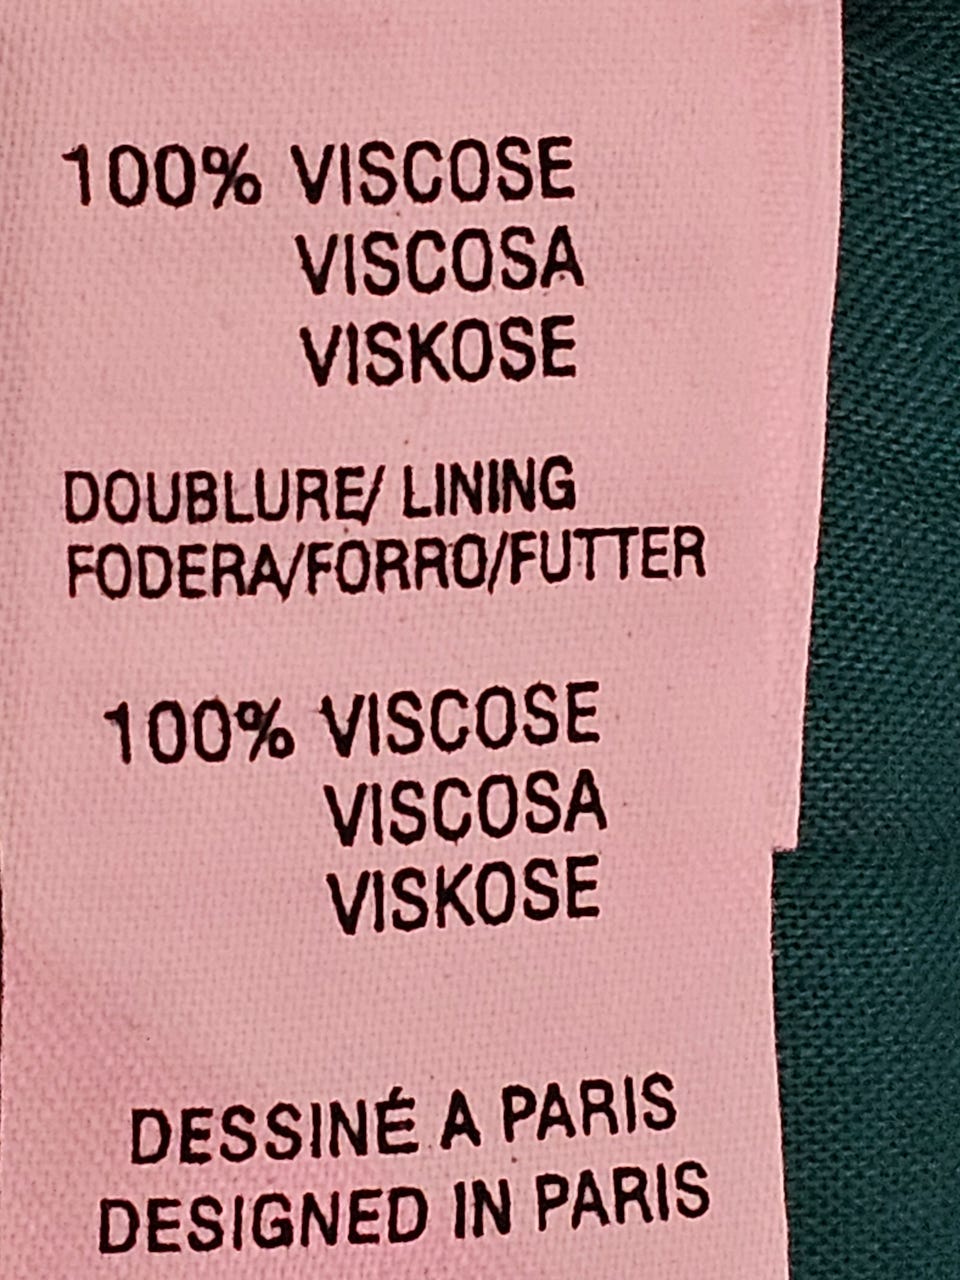 100% VISCOSE
VISCOSA
VISKOSE
DOUBLURE/ LINING
FODERA/FORRO/FUTTER
100% VISCOSE
VISCOSA
VISKOSE
DESSINÉ A PARIS
DESIGNED IN PARIS